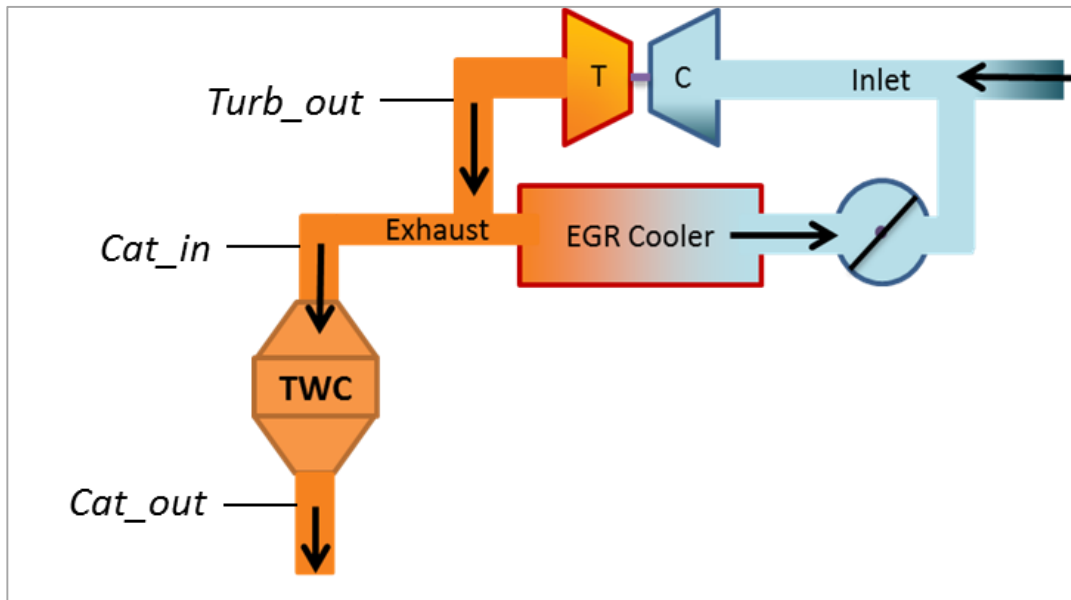 T
C
Inlet
Turb_out
Exhaust
EGR Cooler
Cat_in
TWC
Cat_out